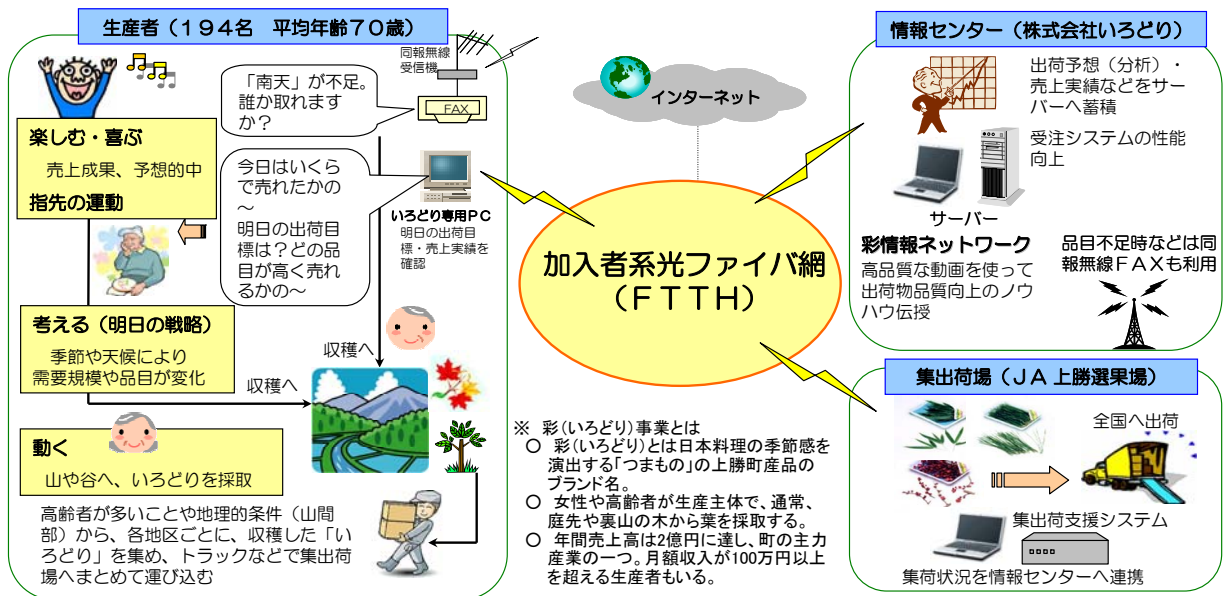 生産者（１９４名　平均年齢７０歳）
同報無線
受信機
「南天」が不足。
誰か取れます
か？
FAX
楽しむ・喜ぶ
売上成果、予想的中
指先の運動
今日はいくら
で売れたかの
～
明日の出荷目
標は？どの品
目が高く売れ
るかの～
いろどり専用ＰＣ
明日の出荷目
標・売上実績を
確認
考える（明日の戦略）
季節や天候により
需要規模や品目が変化
収穫へ
収穫へ
動く
山や谷へ、いろどりを採取
高齢者が多いことや地理的条件（山間
部）から、各地区ごとに、収穫した「い
ろどり」を集め、トラックなどで集出荷
場へまとめて運び込む
インターネット
加入者系光ファイバ網
（ＦＴＴＨ）
※ 彩（いろどり）事業とは
○ 彩（いろどり）とは日本料理の季節感を
演出する「つまもの」の上勝町産品の
ブランド名。
○ 女性や高齢者が生産主体で、通常、
庭先や裏山の木から葉を採取する。
○ 年間売上高は2億円に達し、町の主力
産業の一つ。月額収入が100万円以上
を超える生産者もいる。
情報センター（株式会社いろどり）
出荷予想（分析）・
売上実績などをサー
バーへ蓄積
受注システムの性能
向上
サーバー
彩情報ネットワーク
高品質な動画を使って
出荷物品質向上のノウ
ハウ伝授
品目不足時などは同
報無線ＦＡＸも利用
集出荷場（ＪＡ上勝選果場）
全国へ出荷
集出荷支援システム
集荷状況を情報センターへ連携